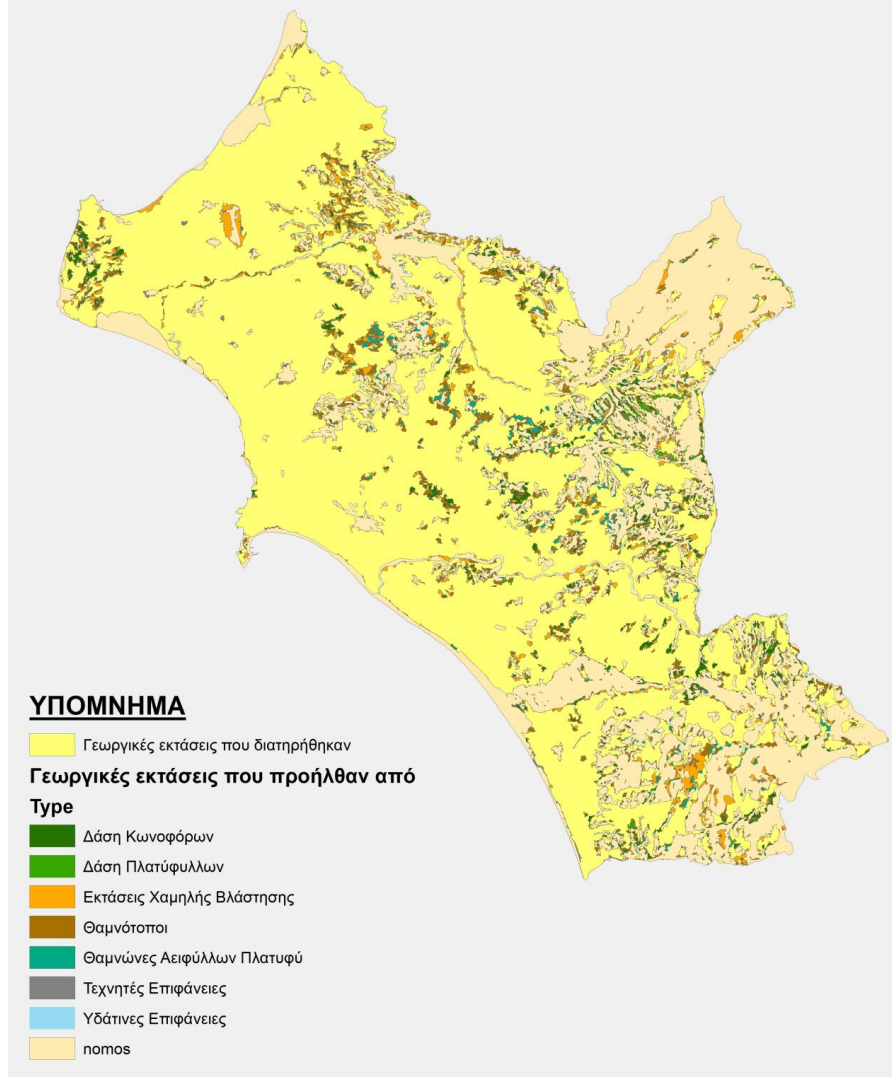 ΥΠΟΜΝΗΜΑ
Γεωργικές εκτάσεις που διατηρήθηκαν
Γεωργικές εκτάσεις που προήλθαν από
Type
Δάση Κωνοφόρων
Δάση Πλατύφυλλων
Εκτάσεις Χαμηλής Βλάστησης
Θαμνότοποι
Θαμνώνες Αειφύλλων Πλατυφύ
Τεχνητές Επιφάνειες
Υδάτινες Επιφάνειες
nomos